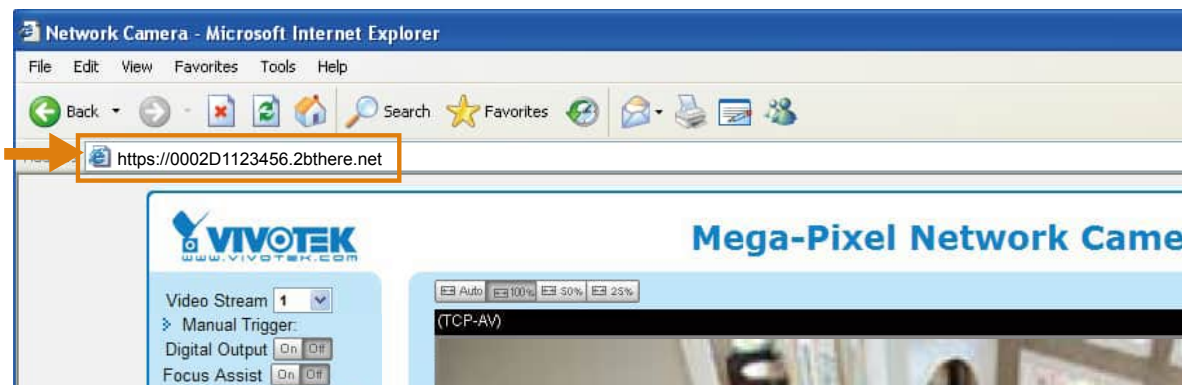 Network Camera - Microsoft Internet Explorer
File Edit View Favorites Tools Help
Back Search Favorites
https://0002D1123456.2bthere.net
VIVOTEK
www.vivotek.com
Mega-Pixel Network Came
Auto 100% 50% 25%
Video Stream 1
(TCP-AV)
Manual Trigger:
Digital Output On Off
Focus Assist On Off